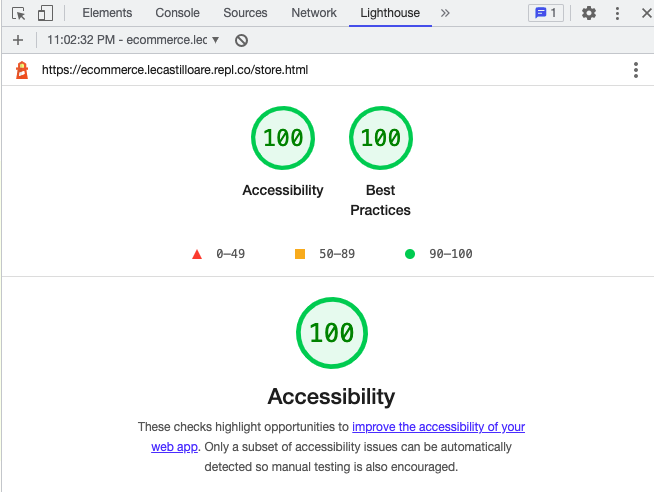 Elements Console Sources Network Lighthouse » 1
+ 11:02:32 PM - ecommerce.lec
https://ecommerce.lecastilloare.repl.co/store.html
100 100
Accessibility Best
Practices
0–49 50–89 90–100
100
Accessibility
These checks highlight opportunities to improve the accessibility of your
web app. Only a subset of accessibility issues can be automatically
detected so manual testing is also encouraged.